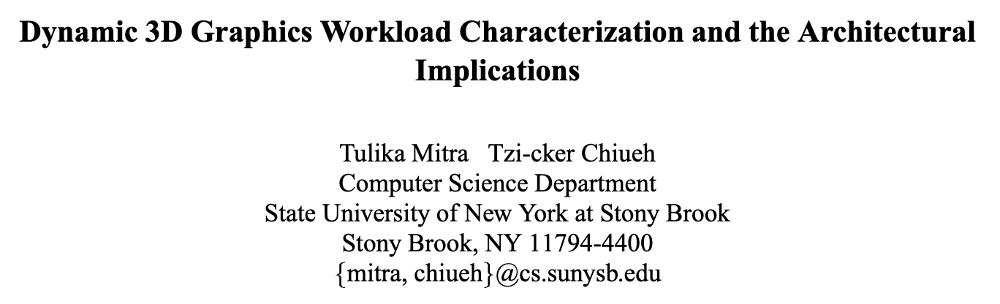 Dynamic 3D Graphics Workload Characterization and the Architectural
Implications
Tulika Mitra Tzi-cker Chiueh
Computer Science Department
State University of New York at Stony Brook
Stony Brook, NY 11794-4400
{mitra, chiueh}@cs.sunysb.edu